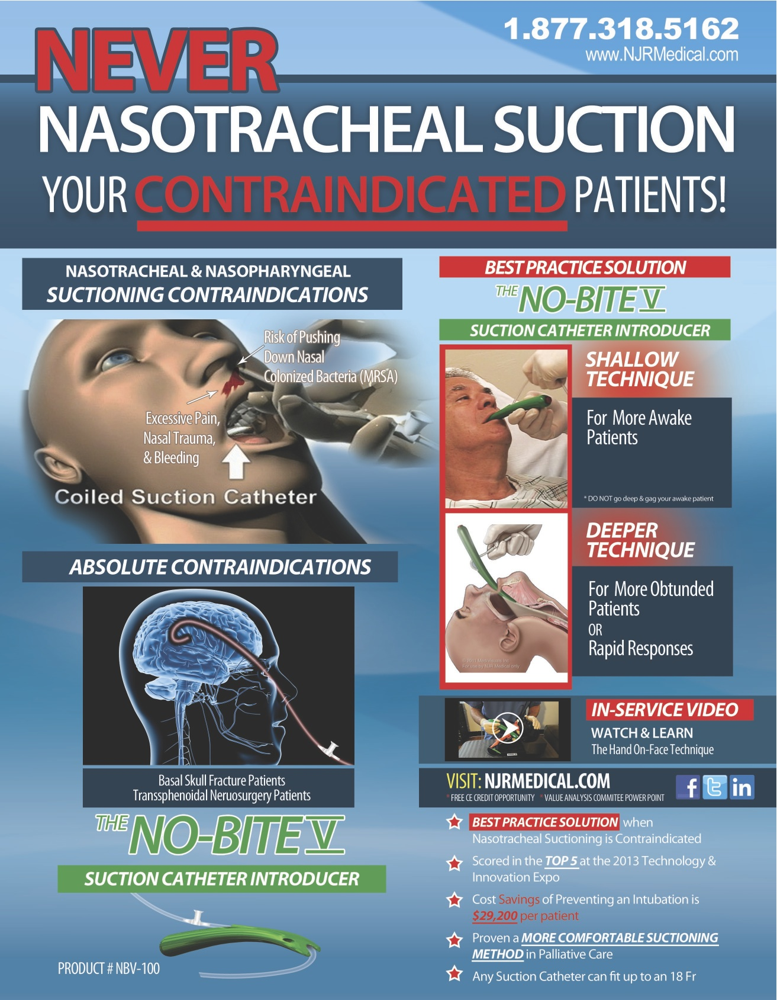 1.877.318.5162
www.NJRMedical.com
NEVER
NASOTRACHEAL SUCTION
YOUR CONTRAINDICATED PATIENTS!
NASOTRACHEAL & NASOPHARYNGEAL
SUCTIONING CONTRAINDICATIONS
Risk of Pushing
Down Nasal
Colonized Bacteria (MRSA)
Excessive Pain,
Nasal Trauma,
& Bleeding
Coiled Suction Catheter
ABSOLUTE CONTRAINDICATIONS
Basal Skull Fracture Patients
Transsphenoidal Neruosurgery Patients
THE NO-BITE V
SUCTION CATHETER INTRODUCER
PRODUCT # NBV-100
BEST PRACTICE SOLUTION
THE NO-BITE V
SUCTION CATHETER INTRODUCER
SHALLOW
TECHNIQUE
For More Awake
Patients
* DO NOT go deep & gag your awake patient
DEEPER
TECHNIQUE
For More Obtunded
Patients
OR
Rapid Responses
© 2011 MediVisuals Inc.
For use by NJR Medical only
IN-SERVICE VIDEO
WATCH & LEARN
The Hand On-Face Technique
VISIT: NJRMEDICAL.COM
* FREE CE CREDIT OPPORTUNITY * VALUE ANALYSIS COMMITEE POWER POINT
f t in
BEST PRACTICE SOLUTION when
Nasotracheal Suctioning is Contraindicated
Scored in the TOP 5 at the 2013 Technology &
Innovation Expo
Cost Savings of Preventing an Intubation is
$29,200 per patient
Proven a MORE COMFORTABLE SUCTIONING
METHOD in Palliative Care
Any Suction Catheter can fit up to an 18 Fr